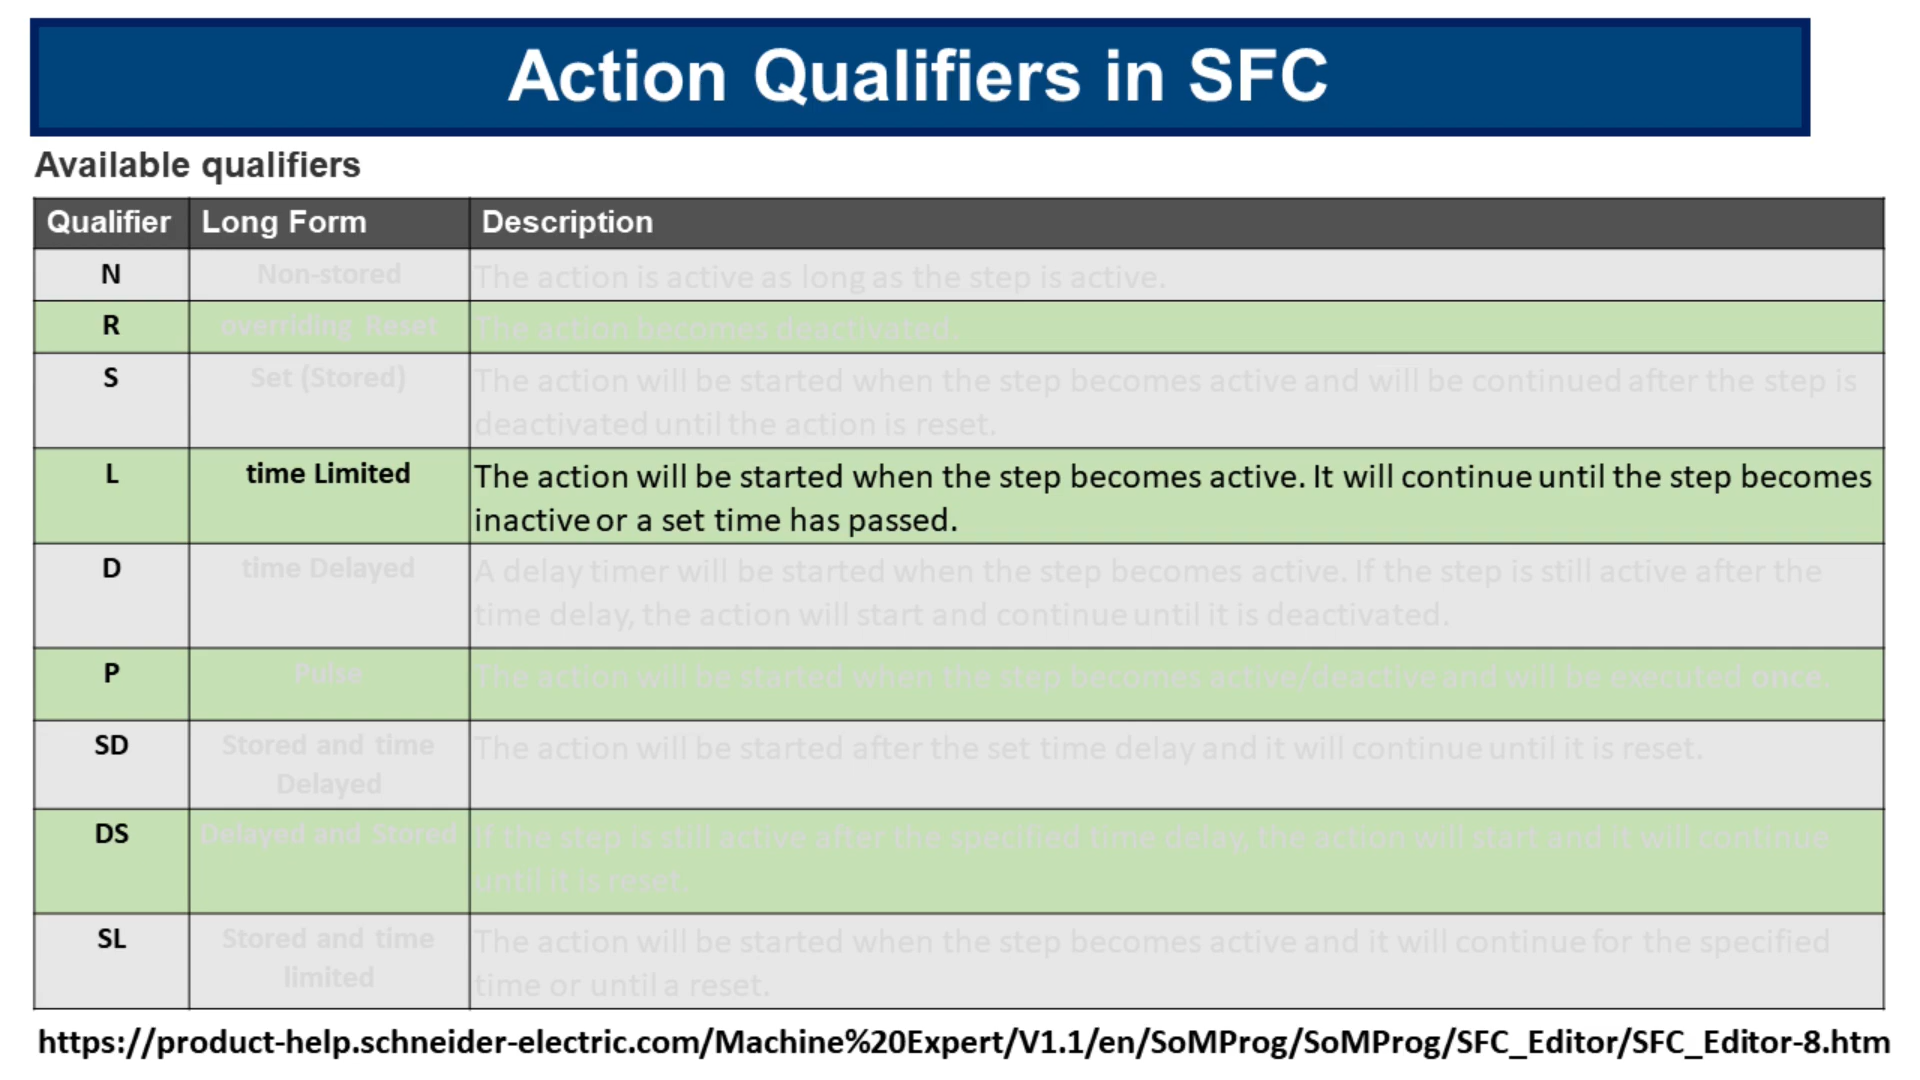 Action Qualifiers in SFC
Available qualifiers
Qualifier Long Form Description
N Non-stored The action is active as long as the step is active.
R overriding Reset The action becomes deactivated.
S Set (Stored) The action will be started when the step becomes active and will be continued after the step is
deactivated until the action is reset.
L time Limited The action will be started when the step becomes active. It will continue until the step becomes
inactive or a set time has passed.
D time Delayed A delay timer will be started when the step becomes active. If the step is still active after the
time delay, the action will start and continue until it is deactivated.
P Pulse The action will be started when the step becomes active/deactive and will be executed once.
SD Stored and time The action will be started after the set time delay and it will continue until it is reset.
Delayed
DS Delayed and Stored If the step is still active after the specified time delay, the action will start and it will continue
until it is reset.
SL Stored and time The action will be started when the step becomes active and it will continue for the specified
limited time or until a reset.
https://product-help.schneider-electric.com/Machine%20Expert/V1.1/en/SoMProg/SoMProg/SFC_Editor/SFC_Editor-8.htm